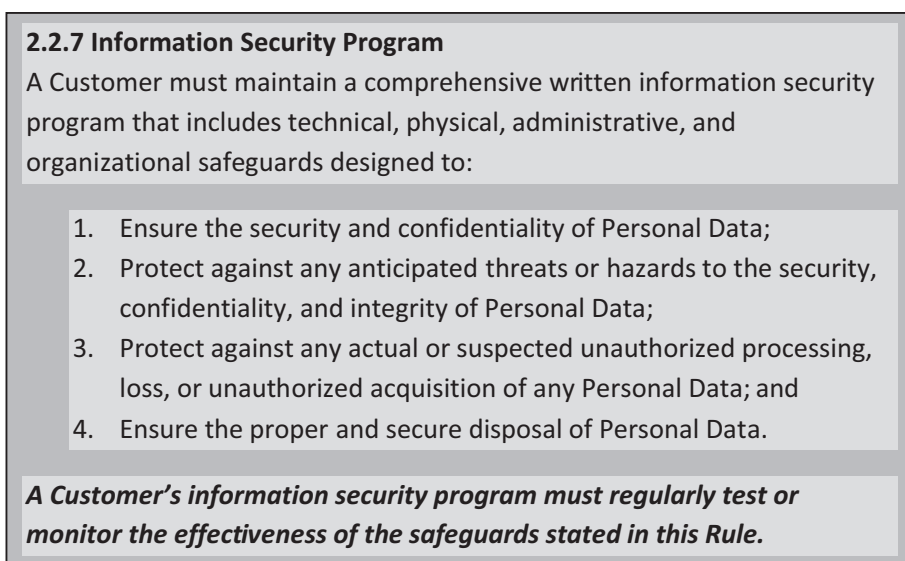 2.2.7 Information Security Program
A Customer must maintain a comprehensive written information security
program that includes technical, physical, administrative, and
organizational safeguards designed to:
1. Ensure the security and confidentiality of Personal Data;
2. Protect against any anticipated threats or hazards to the security,
confidentiality, and integrity of Personal Data;
3. Protect against any actual or suspected unauthorized processing,
loss, or unauthorized acquisition of any Personal Data; and
4. Ensure the proper and secure disposal of Personal Data.
A Customer’s information security program must regularly test or
monitor the effectiveness of the safeguards stated in this Rule.